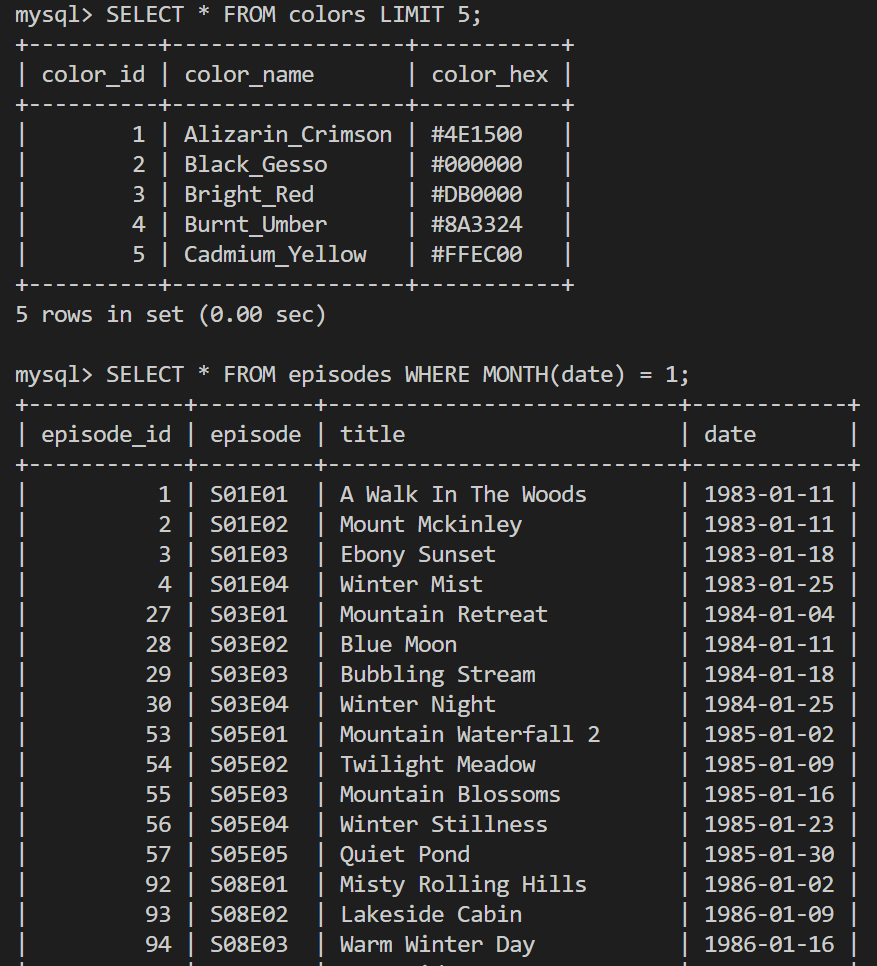 mysql> SELECT * FROM colors LIMIT 5;
+----------+------------------+-----------+
| color_id | color_name       | color_hex |
+----------+------------------+-----------+
|        1 | Alizarin_Crimson | #4E1500   |
|        2 | Black_Gesso      | #000000   |
|        3 | Bright_Red       | #DB0000   |
|        4 | Burnt_Umber      | #8A3324   |
|        5 | Cadmium_Yellow   | #FFEC00   |
+----------+------------------+-----------+
5 rows in set (0.00 sec)

mysql> SELECT * FROM episodes WHERE MONTH(date) = 1;
+------------+---------+---------------------------+------------+
| episode_id | episode | title                     | date       |
+------------+---------+---------------------------+------------+
|          1 | S01E01  | A Walk In The Woods       | 1983-01-11 |
|          2 | S01E02  | Mount Mckinley            | 1983-01-11 |
|          3 | S01E03  | Ebony Sunset              | 1983-01-18 |
|          4 | S01E04  | Winter Mist               | 1983-01-25 |
|         27 | S03E01  | Mountain Retreat          | 1984-01-04 |
|         28 | S03E02  | Blue Moon                 | 1984-01-11 |
|         29 | S03E03  | Bubbling Stream           | 1984-01-18 |
|         30 | S03E04  | Winter Night              | 1984-01-25 |
|         53 | S05E01  | Mountain Waterfall 2      | 1985-01-02 |
|         54 | S05E02  | Twilight Meadow           | 1985-01-09 |
|         55 | S05E03  | Mountain Blossoms         | 1985-01-16 |
|         56 | S05E04  | Winter Stillness          | 1985-01-23 |
|         57 | S05E05  | Quiet Pond                | 1985-01-30 |
|         92 | S08E01  | Misty Rolling Hills       | 1986-01-02 |
|         93 | S08E02  | Lakeside Cabin            | 1986-01-09 |
|         94 | S08E03  | Warm Winter Day           | 1986-01-16 |